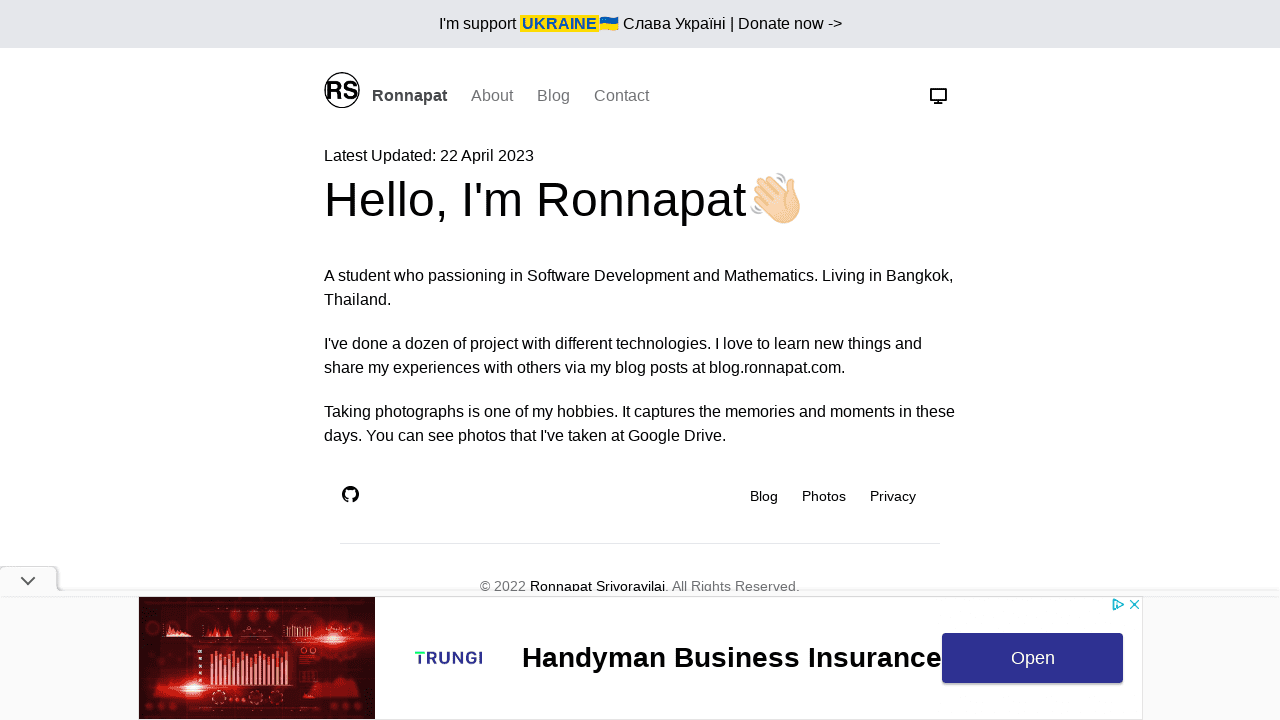 I'm support UKRAINE🇺🇦 Слава Україні | Donate now ->
RS Ronnapat About Blog Contact
Latest Updated: 22 April 2023
Hello, I'm Ronnapat👋🏻
A student who passioning in Software Development and Mathematics. Living in Bangkok,
Thailand.
I've done a dozen of project with different technologies. I love to learn new things and
share my experiences with others via my blog posts at blog.ronnapat.com.
Taking photographs is one of my hobbies. It captures the memories and moments in these
days. You can see photos that I've taken at Google Drive.
Blog Photos Privacy
© 2022 Ronnapat Srivoravilai. All Rights Reserved.
TRUNGI
Handyman Business Insurance
Open